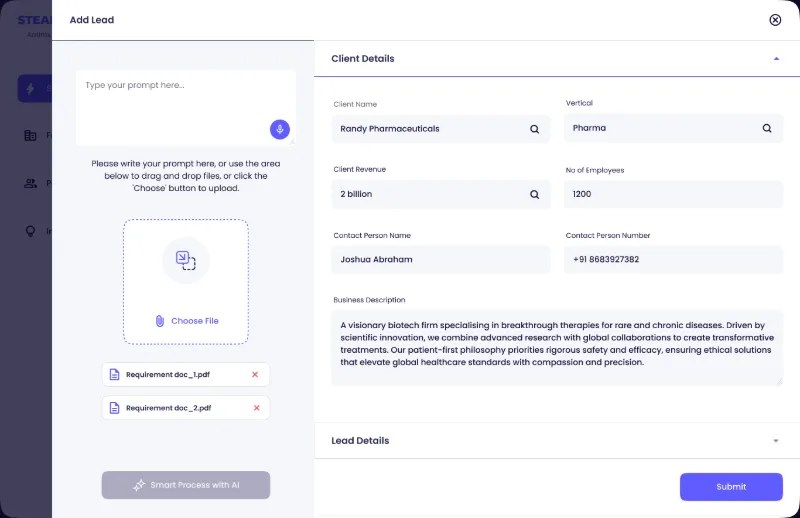 Add Lead
Type your prompt here...
Please write your prompt here, or use the area
below to drag and drop files, or click the
'Choose' button to upload.
Choose File
Requirement doc_1.pdf
Requirement doc_2.pdf
Smart Process with AI
Client Details
Client Name
Vertical
Randy Pharmaceuticals
Pharma
Client Revenue
No of Employees
2 billion
1200
Contact Person Name
Contact Person Number
Joshua Abraham
+91 8683927382
Business Description
A visionary biotech firm specialising in breakthrough therapies for rare and chronic diseases. Driven by
scientific innovation, we combine advanced research with global collaborations to create transformative
treatments. Our patient-first philosophy priorities rigorous safety and efficacy, ensuring ethical solutions
that elevate global healthcare standards with compassion and precision.
Lead Details
Submit